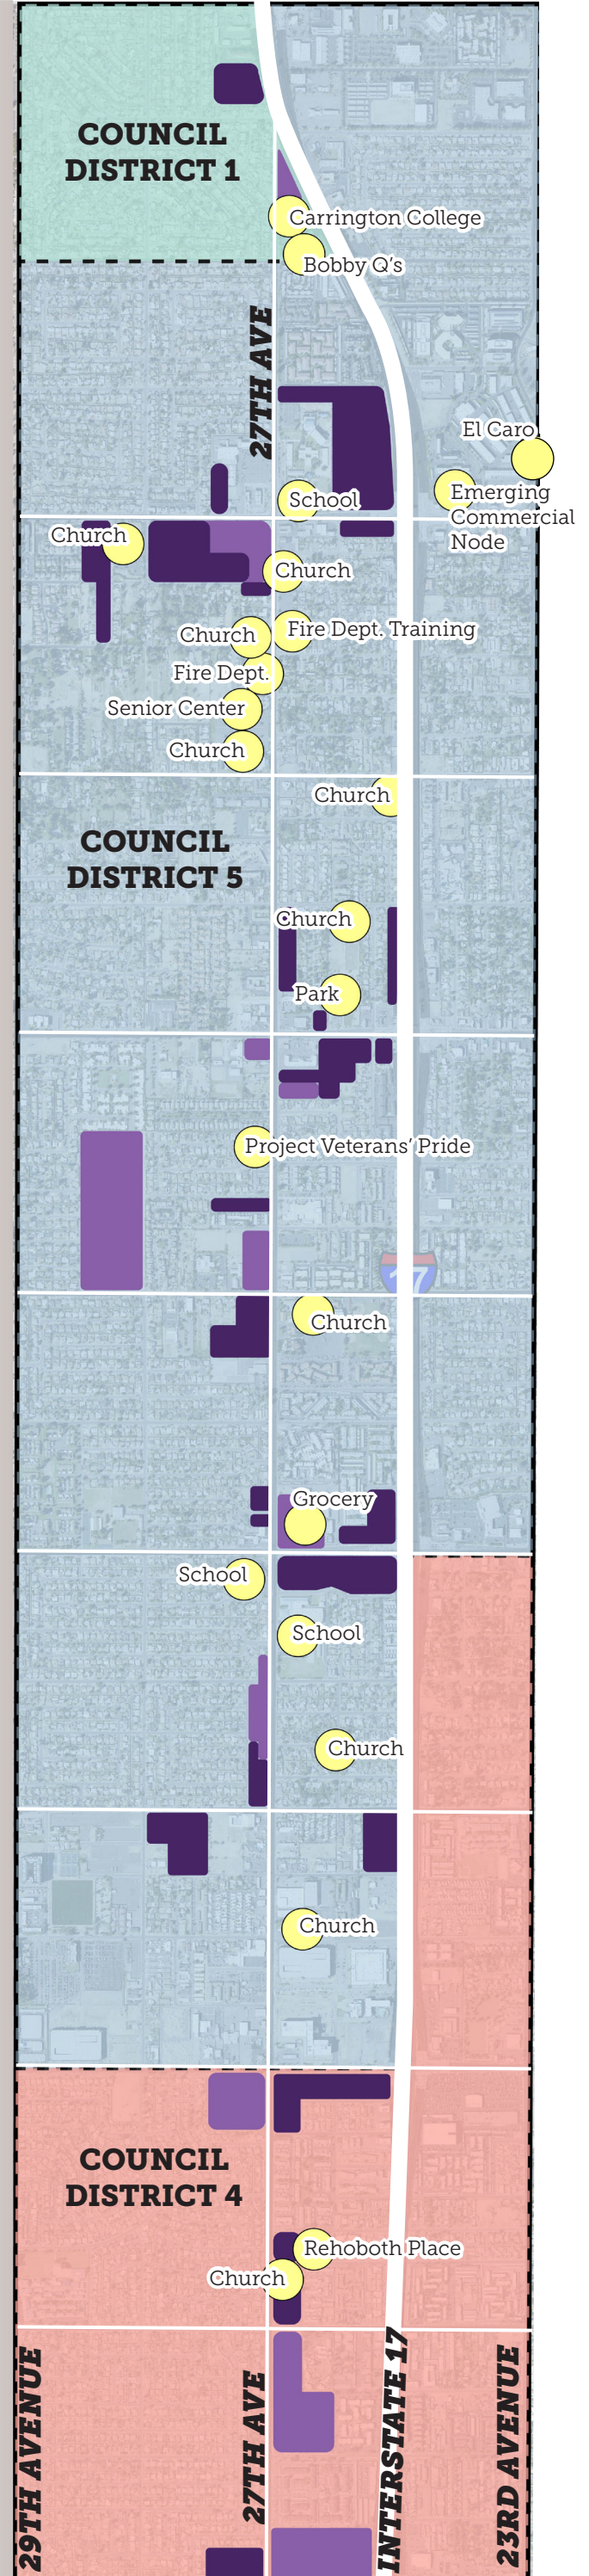 COUNCIL
DISTRICT 1
Carrington College
Bobby Q's
27TH AVE
El Caro
School
Emerging
Commercial
Node
Church
Church
Church
Fire Dept. Training
Fire Dept.
Senior Center
Church
Church
COUNCIL
DISTRICT 5
Church
Park
Project Veterans' Pride
17
Church
Grocery
School
School
Church
Church
COUNCIL
DISTRICT 4
Rehoboth Place
Church
29TH AVENUE
27TH AVE
INTERSTATE 17
23RD AVENUE